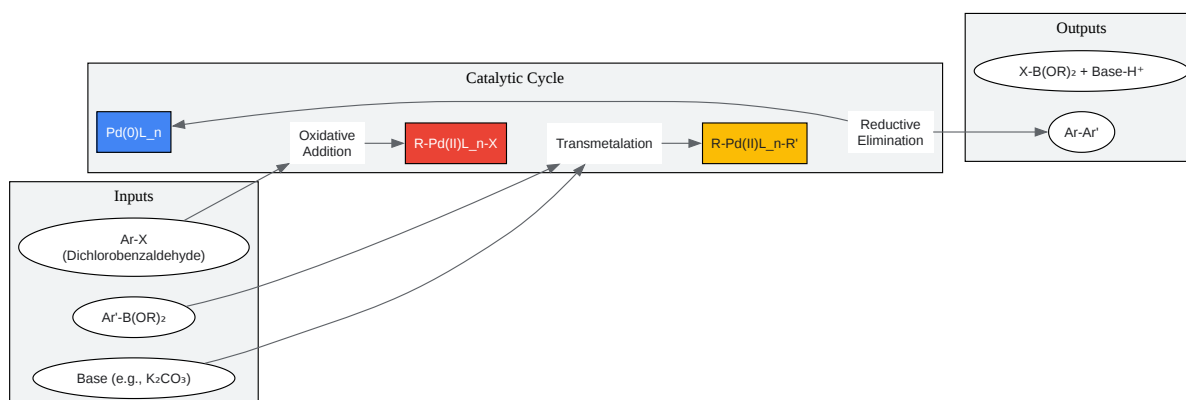 Outputs
X-B(OR)₂ + Base-H⁺
Ar-Ar'
Catalytic Cycle
Pd(0)L_n
Oxidative
Addition
R-Pd(II)L_n-X
Transmetalation
R-Pd(II)L_n-R'
Reductive
Elimination
Inputs
Ar-X
(Dichlorobenzaldehyde)
Ar'-B(OR)₂
Base (e.g., K₂CO₃)